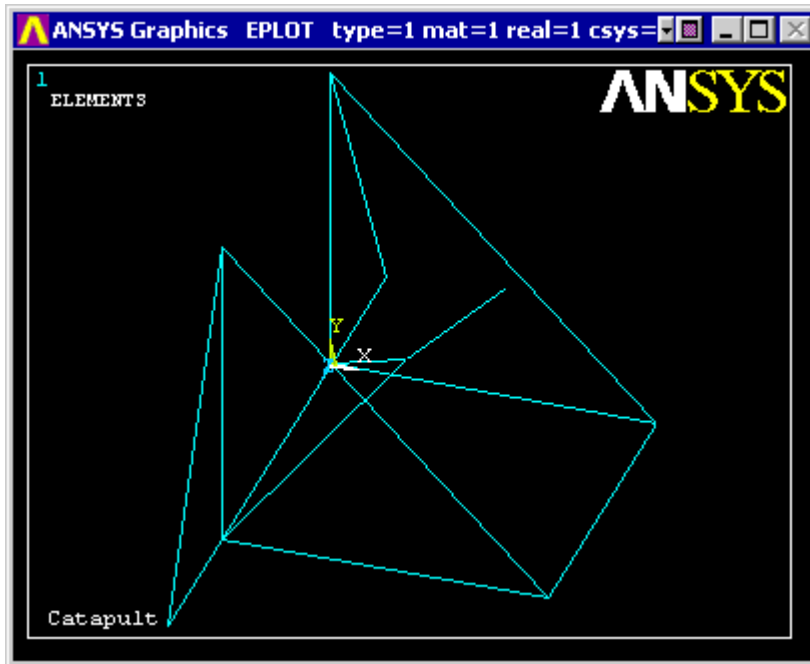 ANSYS Graphics EPLOT type=1 mat=1 real=1 csys=
1
ELEMENTS
ANSYS
Y
X
Catapult